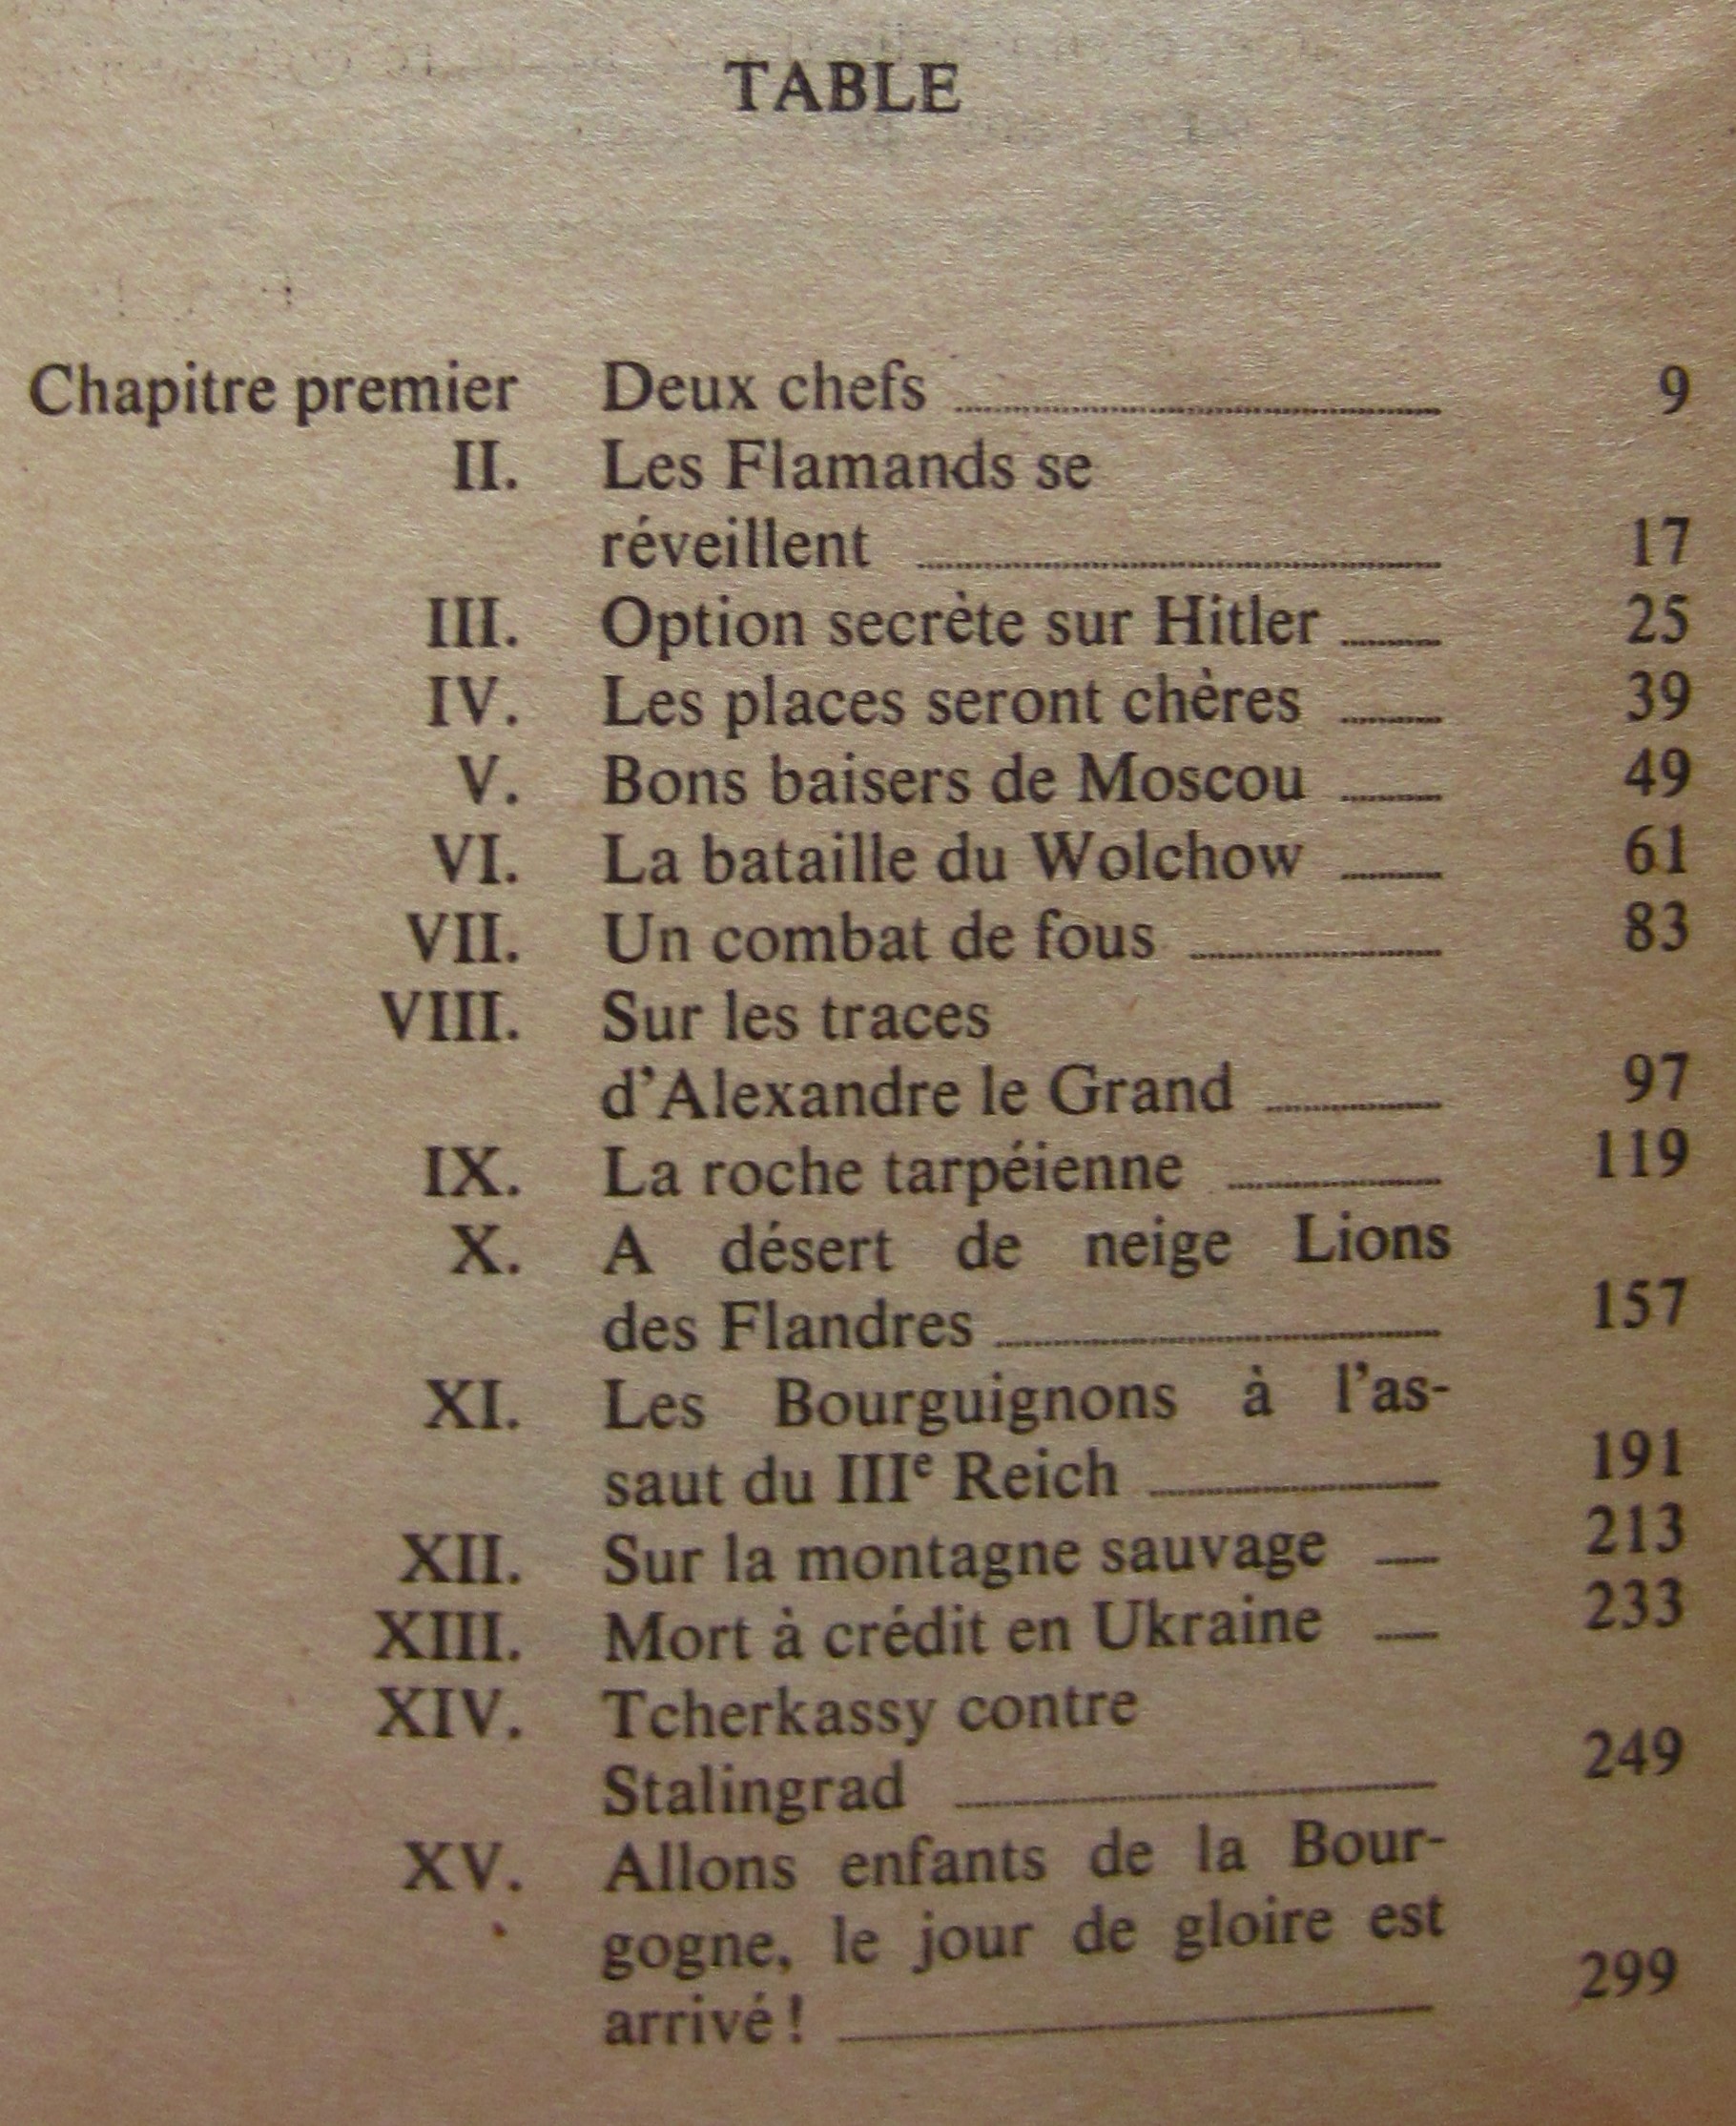 TABLE
Chapitre premier Deux chefs 9
II. Les Flamands se
réveillent 17
III. Option secrète sur Hitler 25
IV. Les places seront chères 39
V. Bons baisers de Moscou 49
VI. La bataille du Wolchow 61
VII. Un combat de fous 83
VIII. Sur les traces
d'Alexandre le Grand 97
IX. La roche tarpéienne 119
X. A désert de neige Lions
des Flandres 157
XI. Les Bourguignons à l'as-
saut du IIIe Reich 191
XII. Sur la montagne sauvage 213
XIII. Mort à crédit en Ukraine 233
XIV. Tcherkassy contre
Stalingrad 249
XV. Allons enfants de la Bour-
gogne, le jour de gloire est
arrivé ! 299